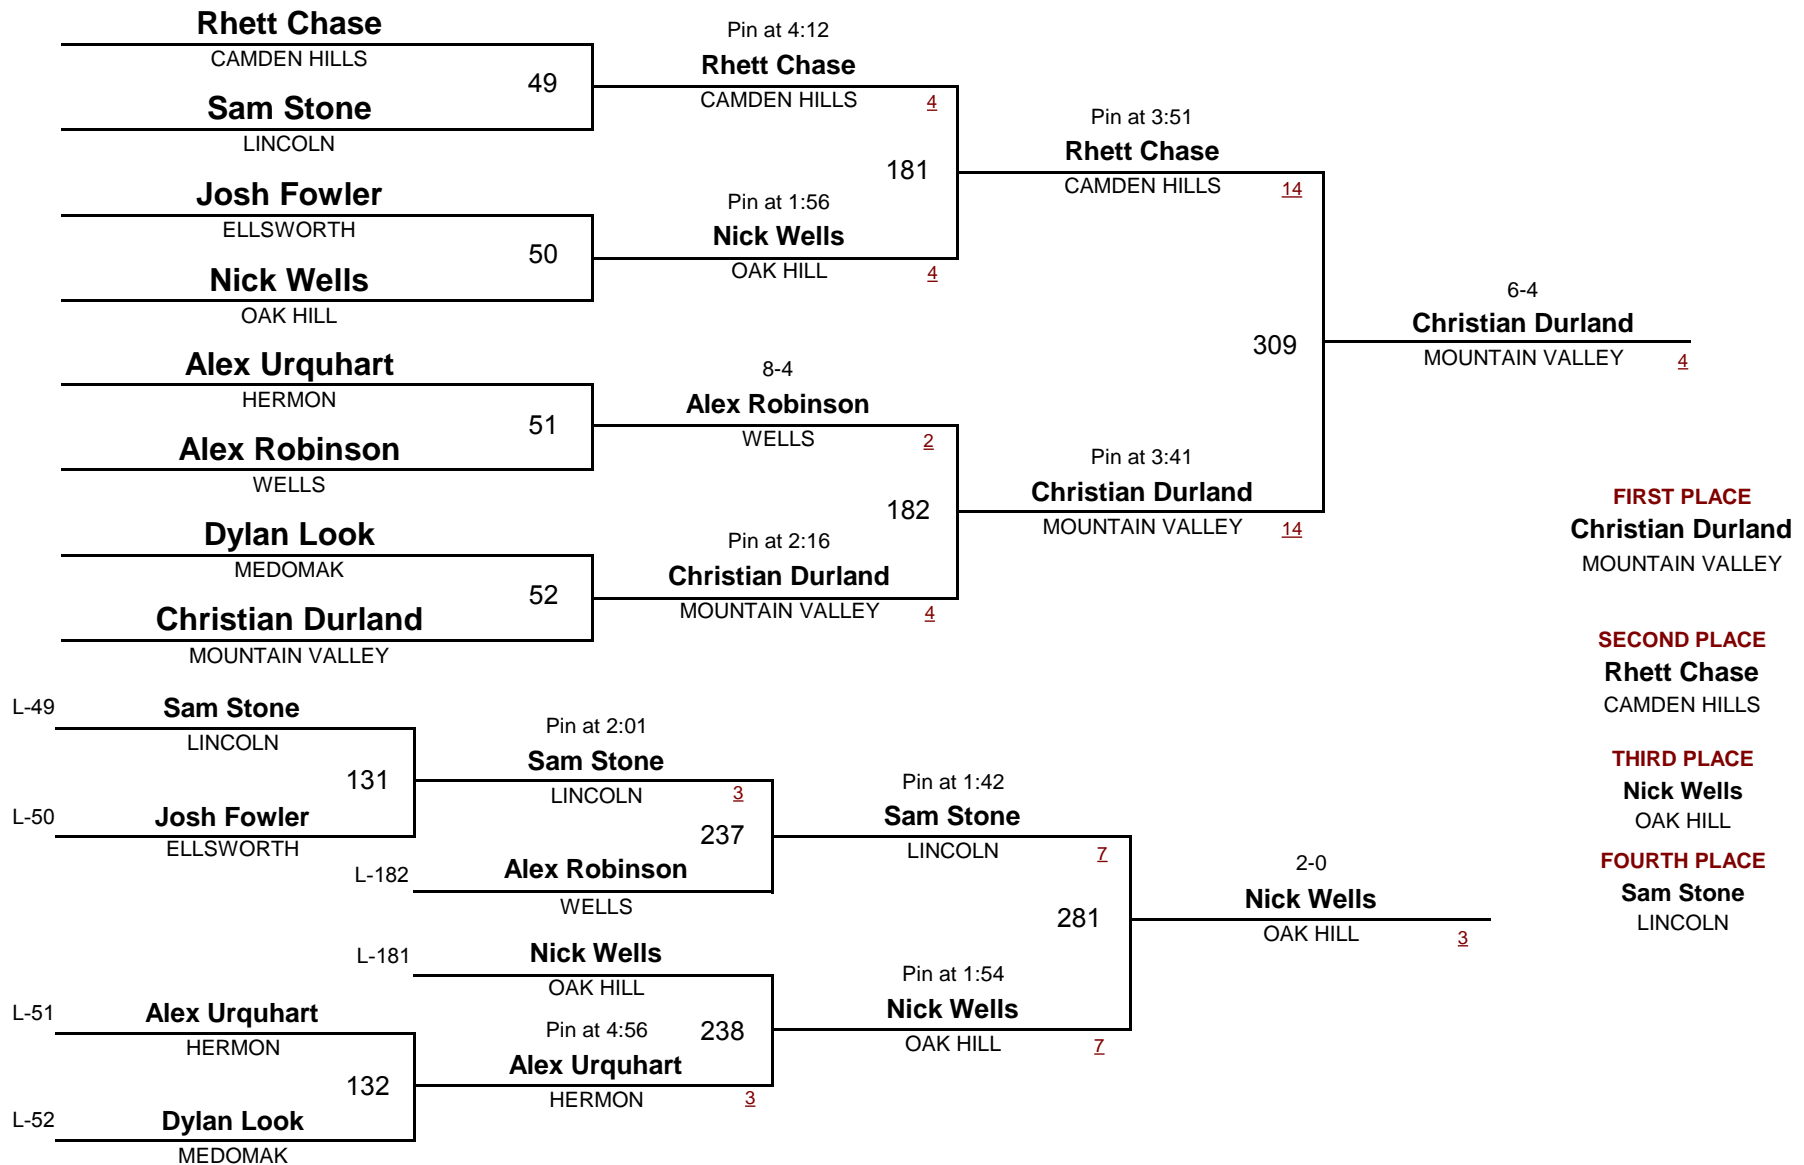 Rhett Chase
CAMDEN HILLS
49
Sam Stone
LINCOLN
Josh Fowler
ELLSWORTH
50
Nick Wells
OAK HILL
Alex Urquhart
HERMON
51
Alex Robinson
WELLS
Dylan Look
MEDOMAK
52
Christian Durland
MOUNTAIN VALLEY
Pin at 4:12
Rhett Chase
CAMDEN HILLS 4
181
Pin at 1:56
Nick Wells
OAK HILL 4
8-4
Alex Robinson
WELLS 2
182
Pin at 2:16
Christian Durland
MOUNTAIN VALLEY 4
Pin at 3:51
Rhett Chase
CAMDEN HILLS 14
309
Pin at 3:41
Christian Durland
MOUNTAIN VALLEY 14
6-4
Christian Durland
MOUNTAIN VALLEY 4
FIRST PLACE
Christian Durland
MOUNTAIN VALLEY
SECOND PLACE
Rhett Chase
CAMDEN HILLS
THIRD PLACE
Nick Wells
OAK HILL
FOURTH PLACE
Sam Stone
LINCOLN
L-49 Sam Stone
LINCOLN
131
L-50 Josh Fowler
ELLSWORTH
Pin at 2:01
Sam Stone
LINCOLN 3
237
L-182 Alex Robinson
WELLS
L-181 Nick Wells
OAK HILL
238
L-51 Alex Urquhart
HERMON
132
L-52 Dylan Look
MEDOMAK
Pin at 4:56
Alex Urquhart
HERMON 3
Pin at 1:42
Sam Stone
LINCOLN 7
281
Pin at 1:54
Nick Wells
OAK HILL 7
2-0
Nick Wells
OAK HILL 3